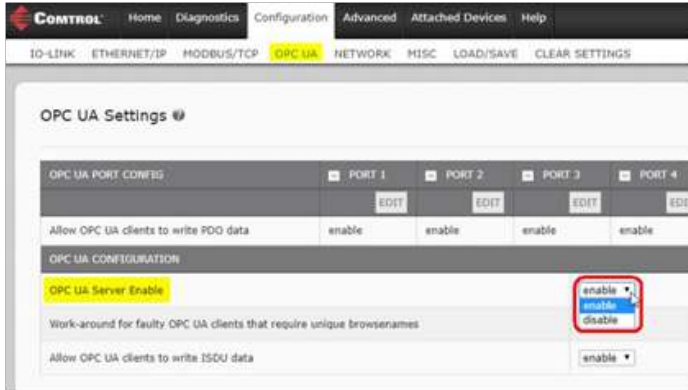 COMTROL Home Diagnostics Configuration Advanced Attached Devices Help
IO-LINK ETHERNET/IP MODBUS/TCP OPC UA NETWORK MISC LOAD/SAVE CLEAR SETTINGS
OPC UA Settings ?
OPC UA PORT CONFIG PORT 1 PORT 2 PORT 3 PORT 4
EDIT EDIT EDIT EDI
Allow OPC UA clients to write PDO data enable enable enable enable
OPC UA CONFIGURATION
OPC UA Server Enable enable
enable
disable
Work-around for faulty OPC UA clients that require unique browsenames
Allow OPC UA clients to write ISDU data enable